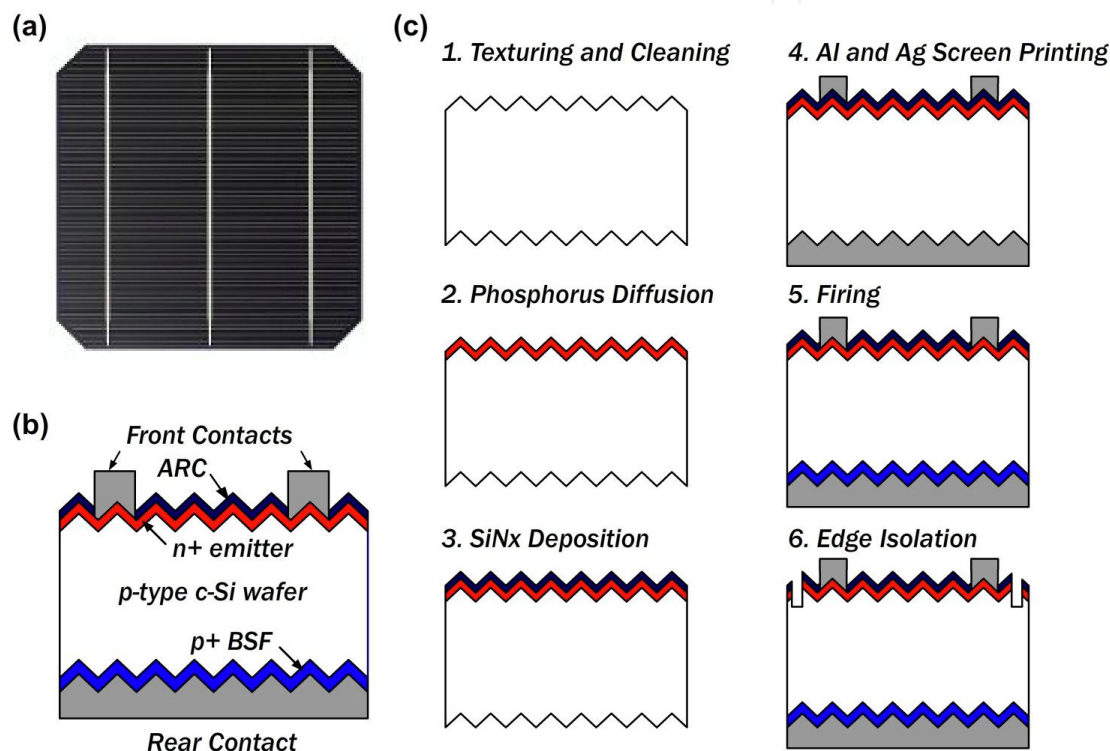 (a)
(b)
Front Contacts
ARC
n+ emitter
p-type c-Si wafer
p+ BSF
Rear Contact
(c)
1. Texturing and Cleaning
2. Phosphorus Diffusion
3. SiNx Deposition
4. Al and Ag Screen Printing
5. Firing
6. Edge Isolation